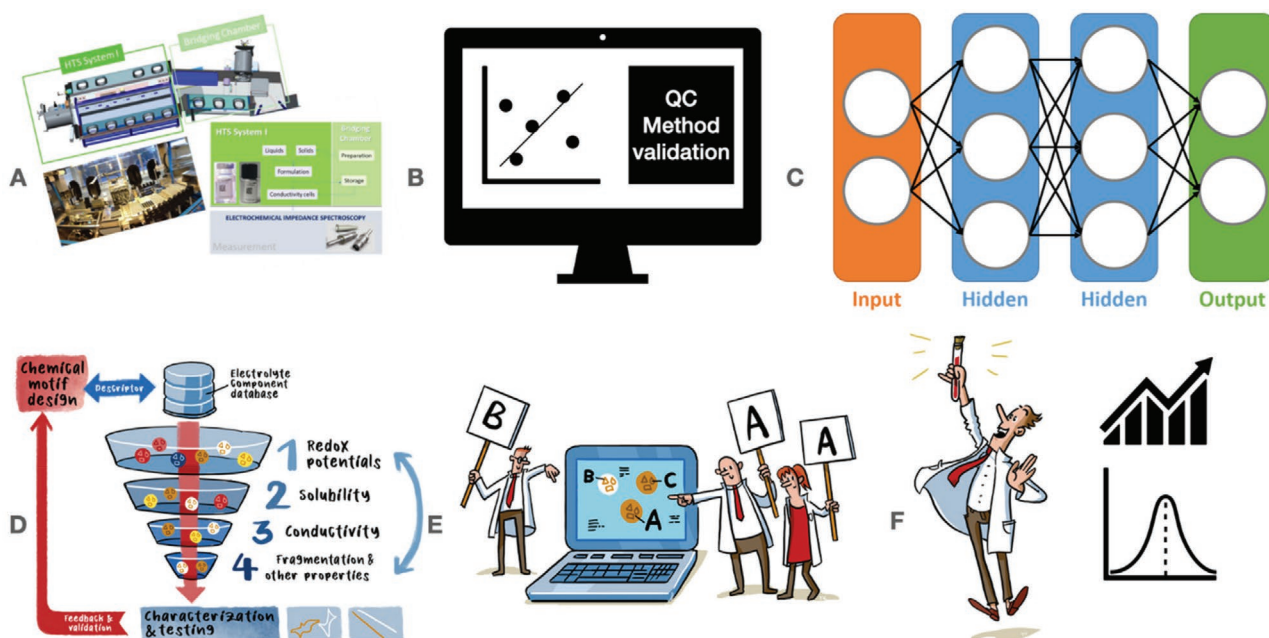 HTS System I
Bridging Chamber
HTS System I
Bridging
Chamber
Liquids
Solids
Preparation
Formulation
Storage
Conductivity cells
ELECTROCHEMICAL IMPEDANCE SPECTROSCOPY
Measurement
A
QC
Method
validation
B
C
Input
Hidden
Hidden
Output
Chemical
motif
design
Descriptor
Electrolyte
component
database
1 Redox
potentials
2 Solubility
3 Conductivity
4 Fragmentation &
other properties
Feedback &
validation
Characterization
& testing
D
B
A
A
B
C
A
E
F